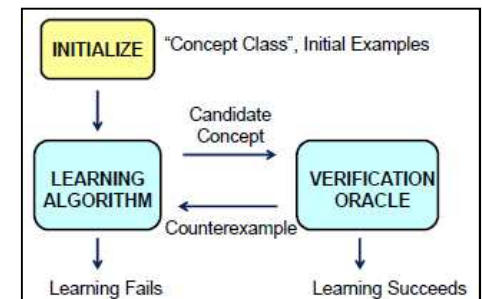 INITIALIZE
"Concept Class", Initial Examples
Candidate
Concept
LEARNING
ALGORITHM
VERIFICATION
ORACLE
Counterexample
Learning Fails
Learning Succeeds